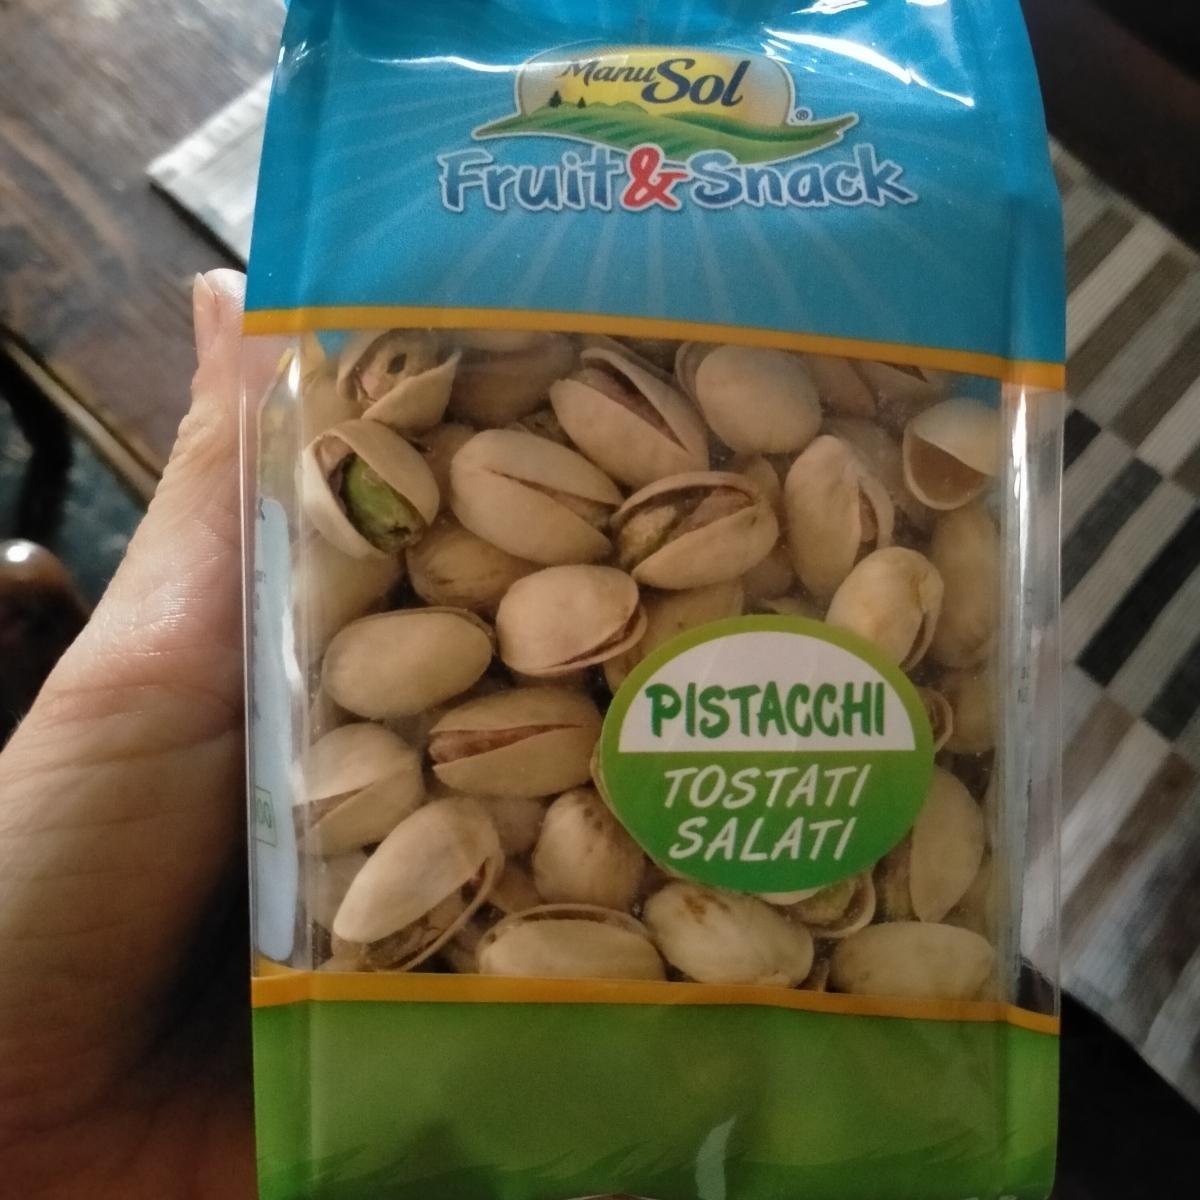 ManuSol®
Fruit & Snack
PISTACCHI
TOSTATI
SALATI